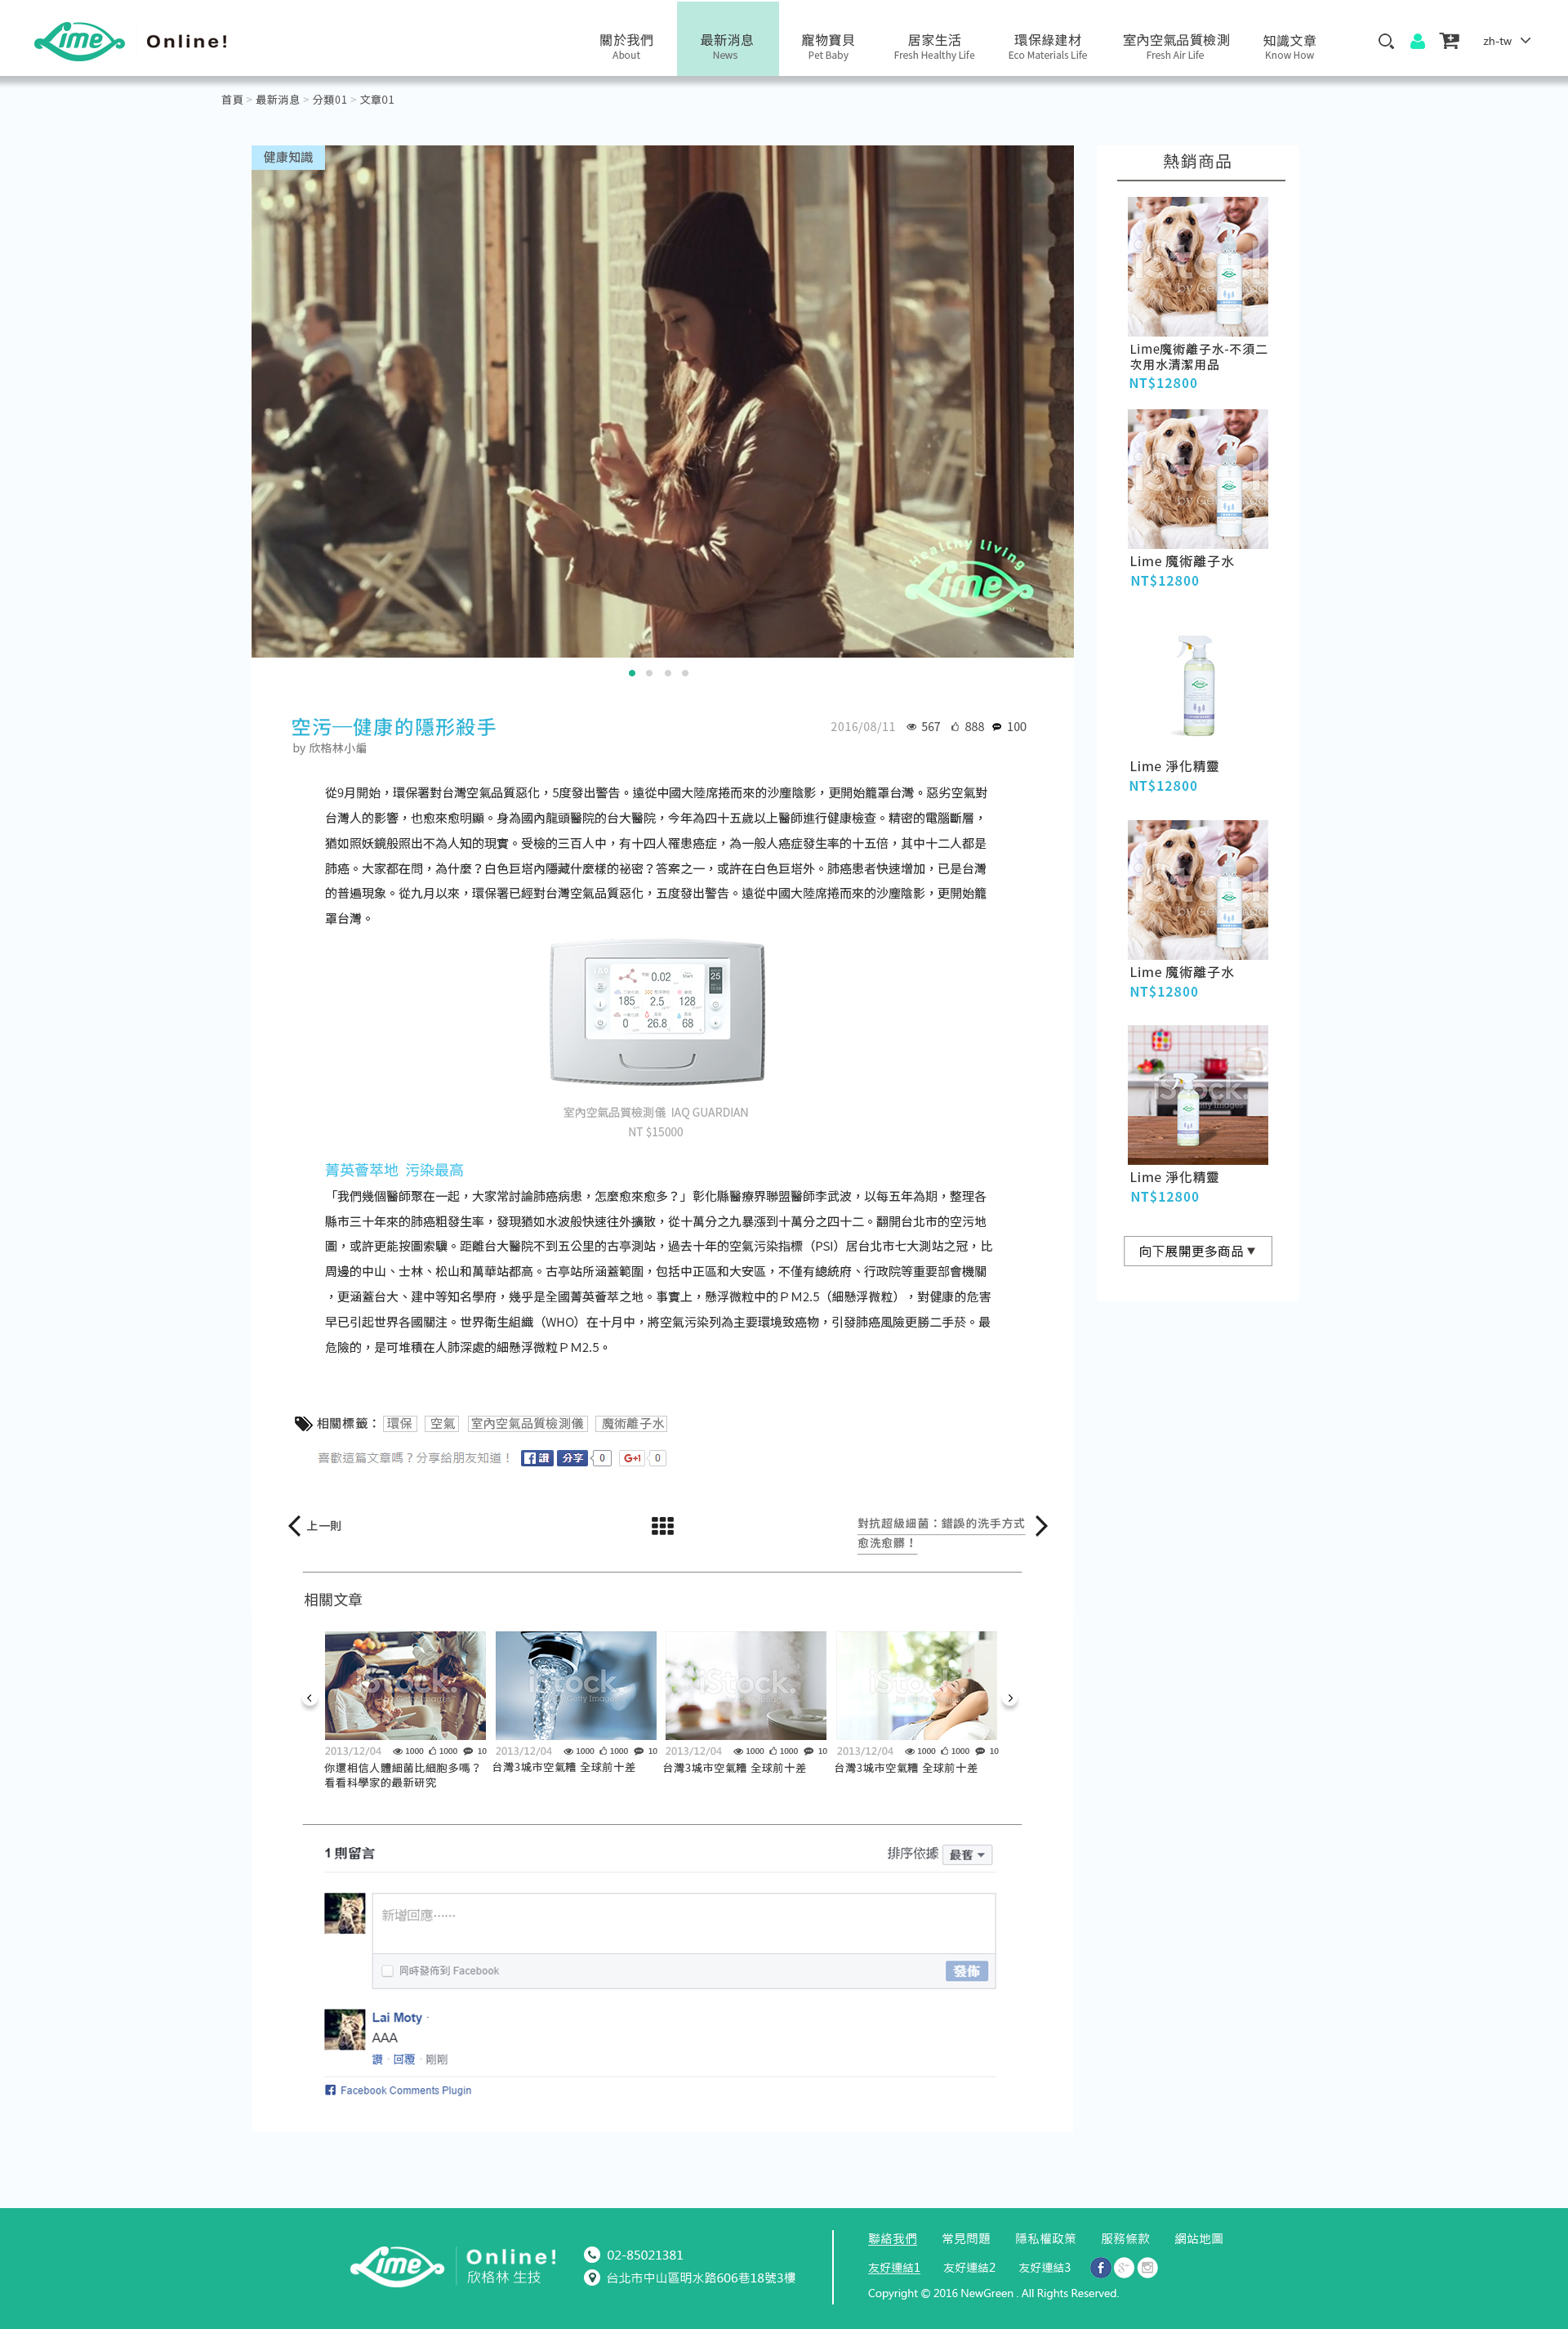 Lime Online!
關於我們
About
最新消息
News
寵物寶貝
Pet Baby
居家生活
Fresh Healthy Life
環保綠建材
Eco Materials Life
室內空氣品質檢測
Fresh Air Life
知識文章
Know How
zh-tw
首頁 > 最新消息 > 分類01 > 文章01
健康知識
Healthy living
Lime
TM
空污—健康的隱形殺手
by 欣格林小編
2016/08/11 567 888 100
從9月開始，環保署對台灣空氣品質惡化，5度發出警告。遠從中國大陸席捲而來的沙塵陰影，更開始籠罩台灣。惡劣空氣對
台灣人的影響，也愈來愈明顯。身為國內龍頭醫院的台大醫院，今年為四十五歲以上醫師進行健康檢查。精密的電腦斷層，
猶如照妖鏡般照出不為人知的現實。受檢的三百人中，有十四人罹患癌症，為一般人癌症發生率的十五倍，其中十二人都是
肺癌。大家都在問，為什麼？白色巨塔內隱藏什麼樣的祕密？答案之一，或許在白色巨塔外。肺癌患者快速增加，已是台灣
的普遍現象。從九月以來，環保署已經對台灣空氣品質惡化，五度發出警告。遠從中國大陸席捲而來的沙塵陰影，更開始籠
罩台灣。
0.02
25
185 2.5 128
0 26.8 68
室內空氣品質檢測儀 IAQ GUARDIAN
NT $15000
菁英薈萃地 污染最高
「我們幾個醫師聚在一起，大家常討論肺癌病患，怎麼愈來愈多？」彰化縣醫療界聯盟醫師李武波，以每五年為期，整理各
縣市三十年來的肺癌粗發生率，發現猶如水波般快速往外擴散，從十萬分之九暴漲到十萬分之四十二。翻開台北市的空污地
圖，或許更能按圖索驥。距離台大醫院不到五公里的古亭測站，過去十年的空氣污染指標（PSI）居台北市七大測站之冠，比
周邊的中山、士林、松山和萬華站都高。古亭站所涵蓋範圍，包括中正區和大安區，不僅有總統府、行政院等重要部會機關
，更涵蓋台大、建中等知名學府，幾乎是全國菁英薈萃之地。事實上，懸浮微粒中的ＰＭ2.5（細懸浮微粒），對健康的危害
早已引起世界各國關注。世界衛生組織（WHO）在十月中，將空氣污染列為主要環境致癌物，引發肺癌風險更勝二手菸。最
危險的，是可堆積在人肺深處的細懸浮微粒ＰＭ2.5。
相關標籤： 環保 空氣 室內空氣品質檢測儀 魔術離子水
喜歡這篇文章嗎？分享給朋友知道！ 讚 分享 0 G+1 0
上一則
對抗超級細菌：錯誤的洗手方式
愈洗愈髒！
相關文章
iStock.
by Getty Images
iStock.
by Getty Images
iStock.
by Getty Images
iStock.
by Getty Images
2013/12/04 1000 1000 10
你還相信人體細菌比細胞多嗎？
看看科學家的最新研究
2013/12/04 1000 1000 10
台灣3城市空氣糟 全球前十差
2013/12/04 1000 1000 10
台灣3城市空氣糟 全球前十差
2013/12/04 1000 1000 10
台灣3城市空氣糟 全球前十差
1 則留言
排序依據 最舊
新增回應......
同時發佈到 Facebook
發佈
Lai Moty ·
AAA
讚 · 回覆 · 剛剛
Facebook Comments Plugin
熱銷商品
Lime魔術離子水-不須二
次用水清潔用品
NT$12800
Lime 魔術離子水
NT$12800
Lime 淨化精靈
NT$12800
Lime 魔術離子水
NT$12800
iStock.
Lime 淨化精靈
NT$12800
向下展開更多商品▼
Lime Online!
欣格林 生技
02-85021381
台北市中山區明水路606巷18號3樓
聯絡我們 常見問題 隱私權政策 服務條款 網站地圖
友好連結1 友好連結2 友好連結3
Copyright © 2016 NewGreen . All Rights Reserved.